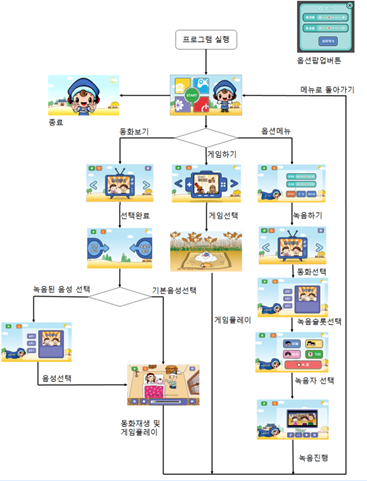 프로그램 실행
옵션팝업버튼
메뉴로 돌아가기
START
종료
동화보기
게임하기
옵션메뉴
선택완료
게임선택
녹음하기
동화선택
녹음된 음성 선택
기본음성선택
녹음슬롯선택
게임플레이
음성선택
녹음자 선택
동화재생 및
게임플레이
녹음진행